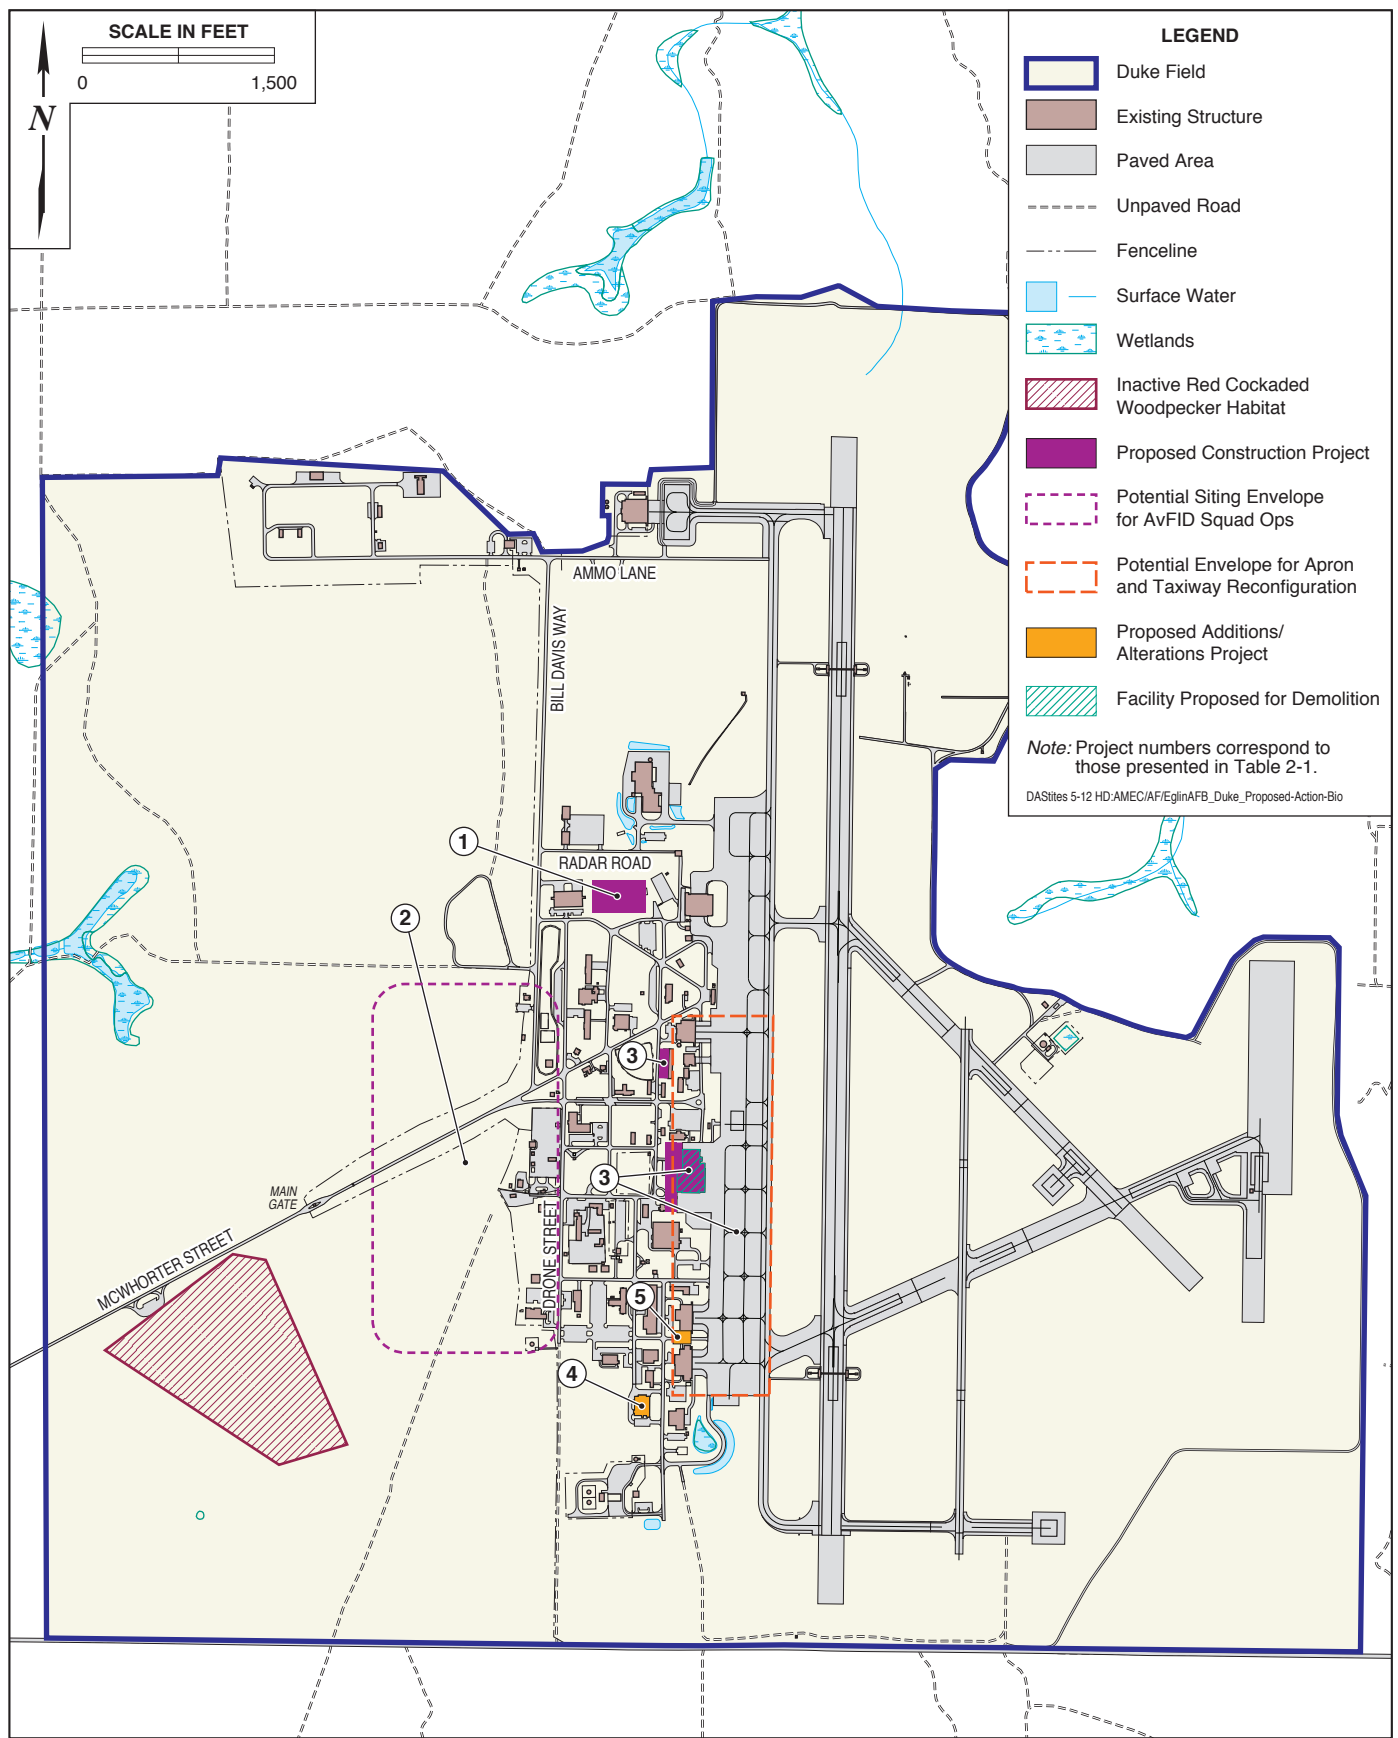 SCALE IN FEET
0 1,500
N
LEGEND
Duke Field
Existing Structure
Paved Area
Unpaved Road
Fenceline
Surface Water
Wetlands
Inactive Red Cockaded
Woodpecker Habitat
Proposed Construction Project
Potential Siting Envelope
for AvFID Squad Ops
Potential Envelope for Apron
and Taxiway Reconfiguration
Proposed Additions/
Alterations Project
Facility Proposed for Demolition
Note: Project numbers correspond to
those presented in Table 2-1.
DAStites 5-12 HD:AMEC/AF/EglinAFB_Duke_Proposed-Action-Bio
AMMO LANE
BILL DAVIS WAY
1
RADAR ROAD
2
3
3
MAIN
GATE
MCWHORTER STREET
DRONE STREET
5
4